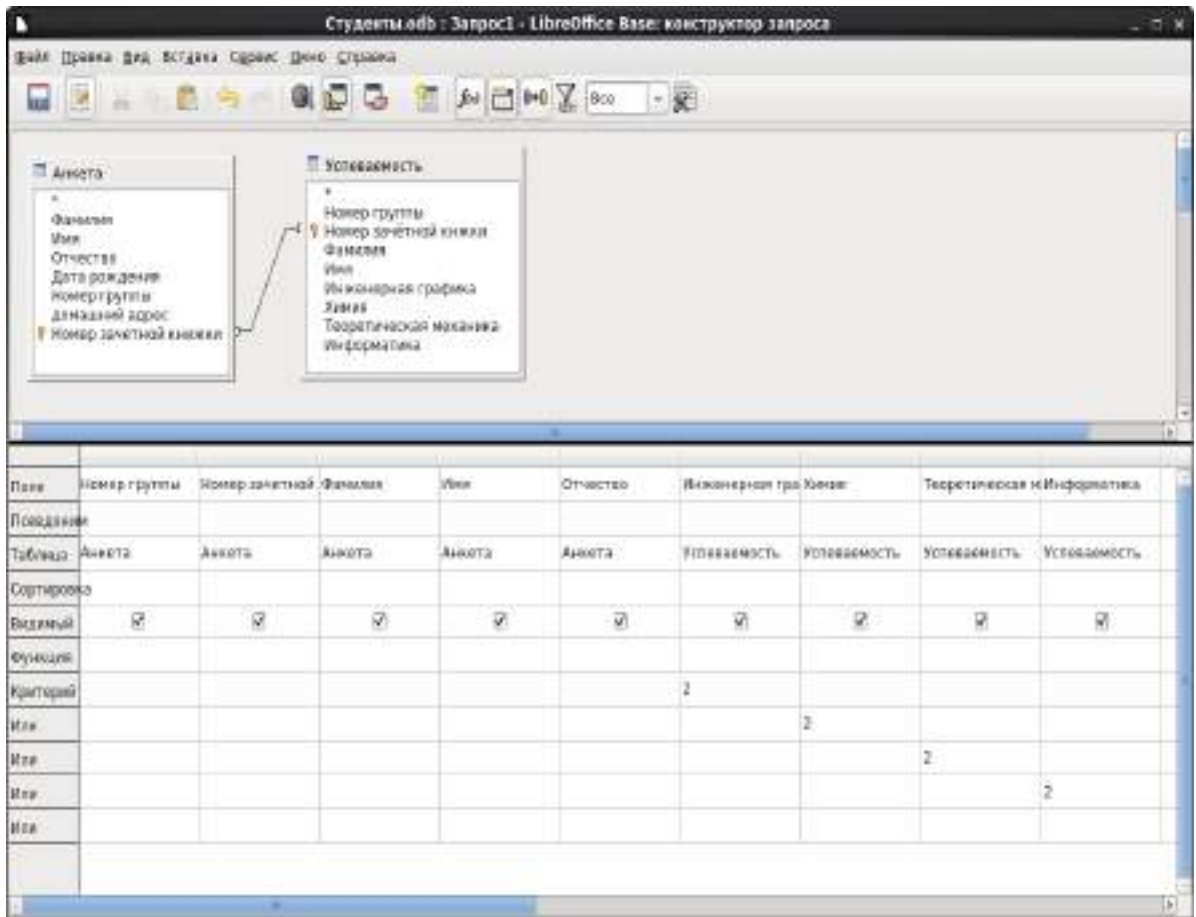 Студенты.odb : Запрос1 - LibreOffice Base: конструктор запроса
Файл Правка Вид Вставка Сервис Окно Справка
Все
Анкета
*
Фамилия
Имя
Отчество
Дата рождения
Номер группы
домашний адрес
Номер зачетной книжки
Успеваемость
*
Номер группы
Номер зачётной книжки
Фамилия
Имя
Инженерная графика
Химия
Теоретическая механика
Информатика
Поле Номер группы Номер зачетной Фамилия Имя Отчество Инженерная гра Химия Теоретическая м Информатика
Псевдоним
Таблица Анкета Анкета Анкета Анкета Анкета Успеваемость Успеваемость Успеваемость Успеваемость
Сортировка
Видимый
Функция
Критерий 2
Или 2
Или 2
Или 2
Или